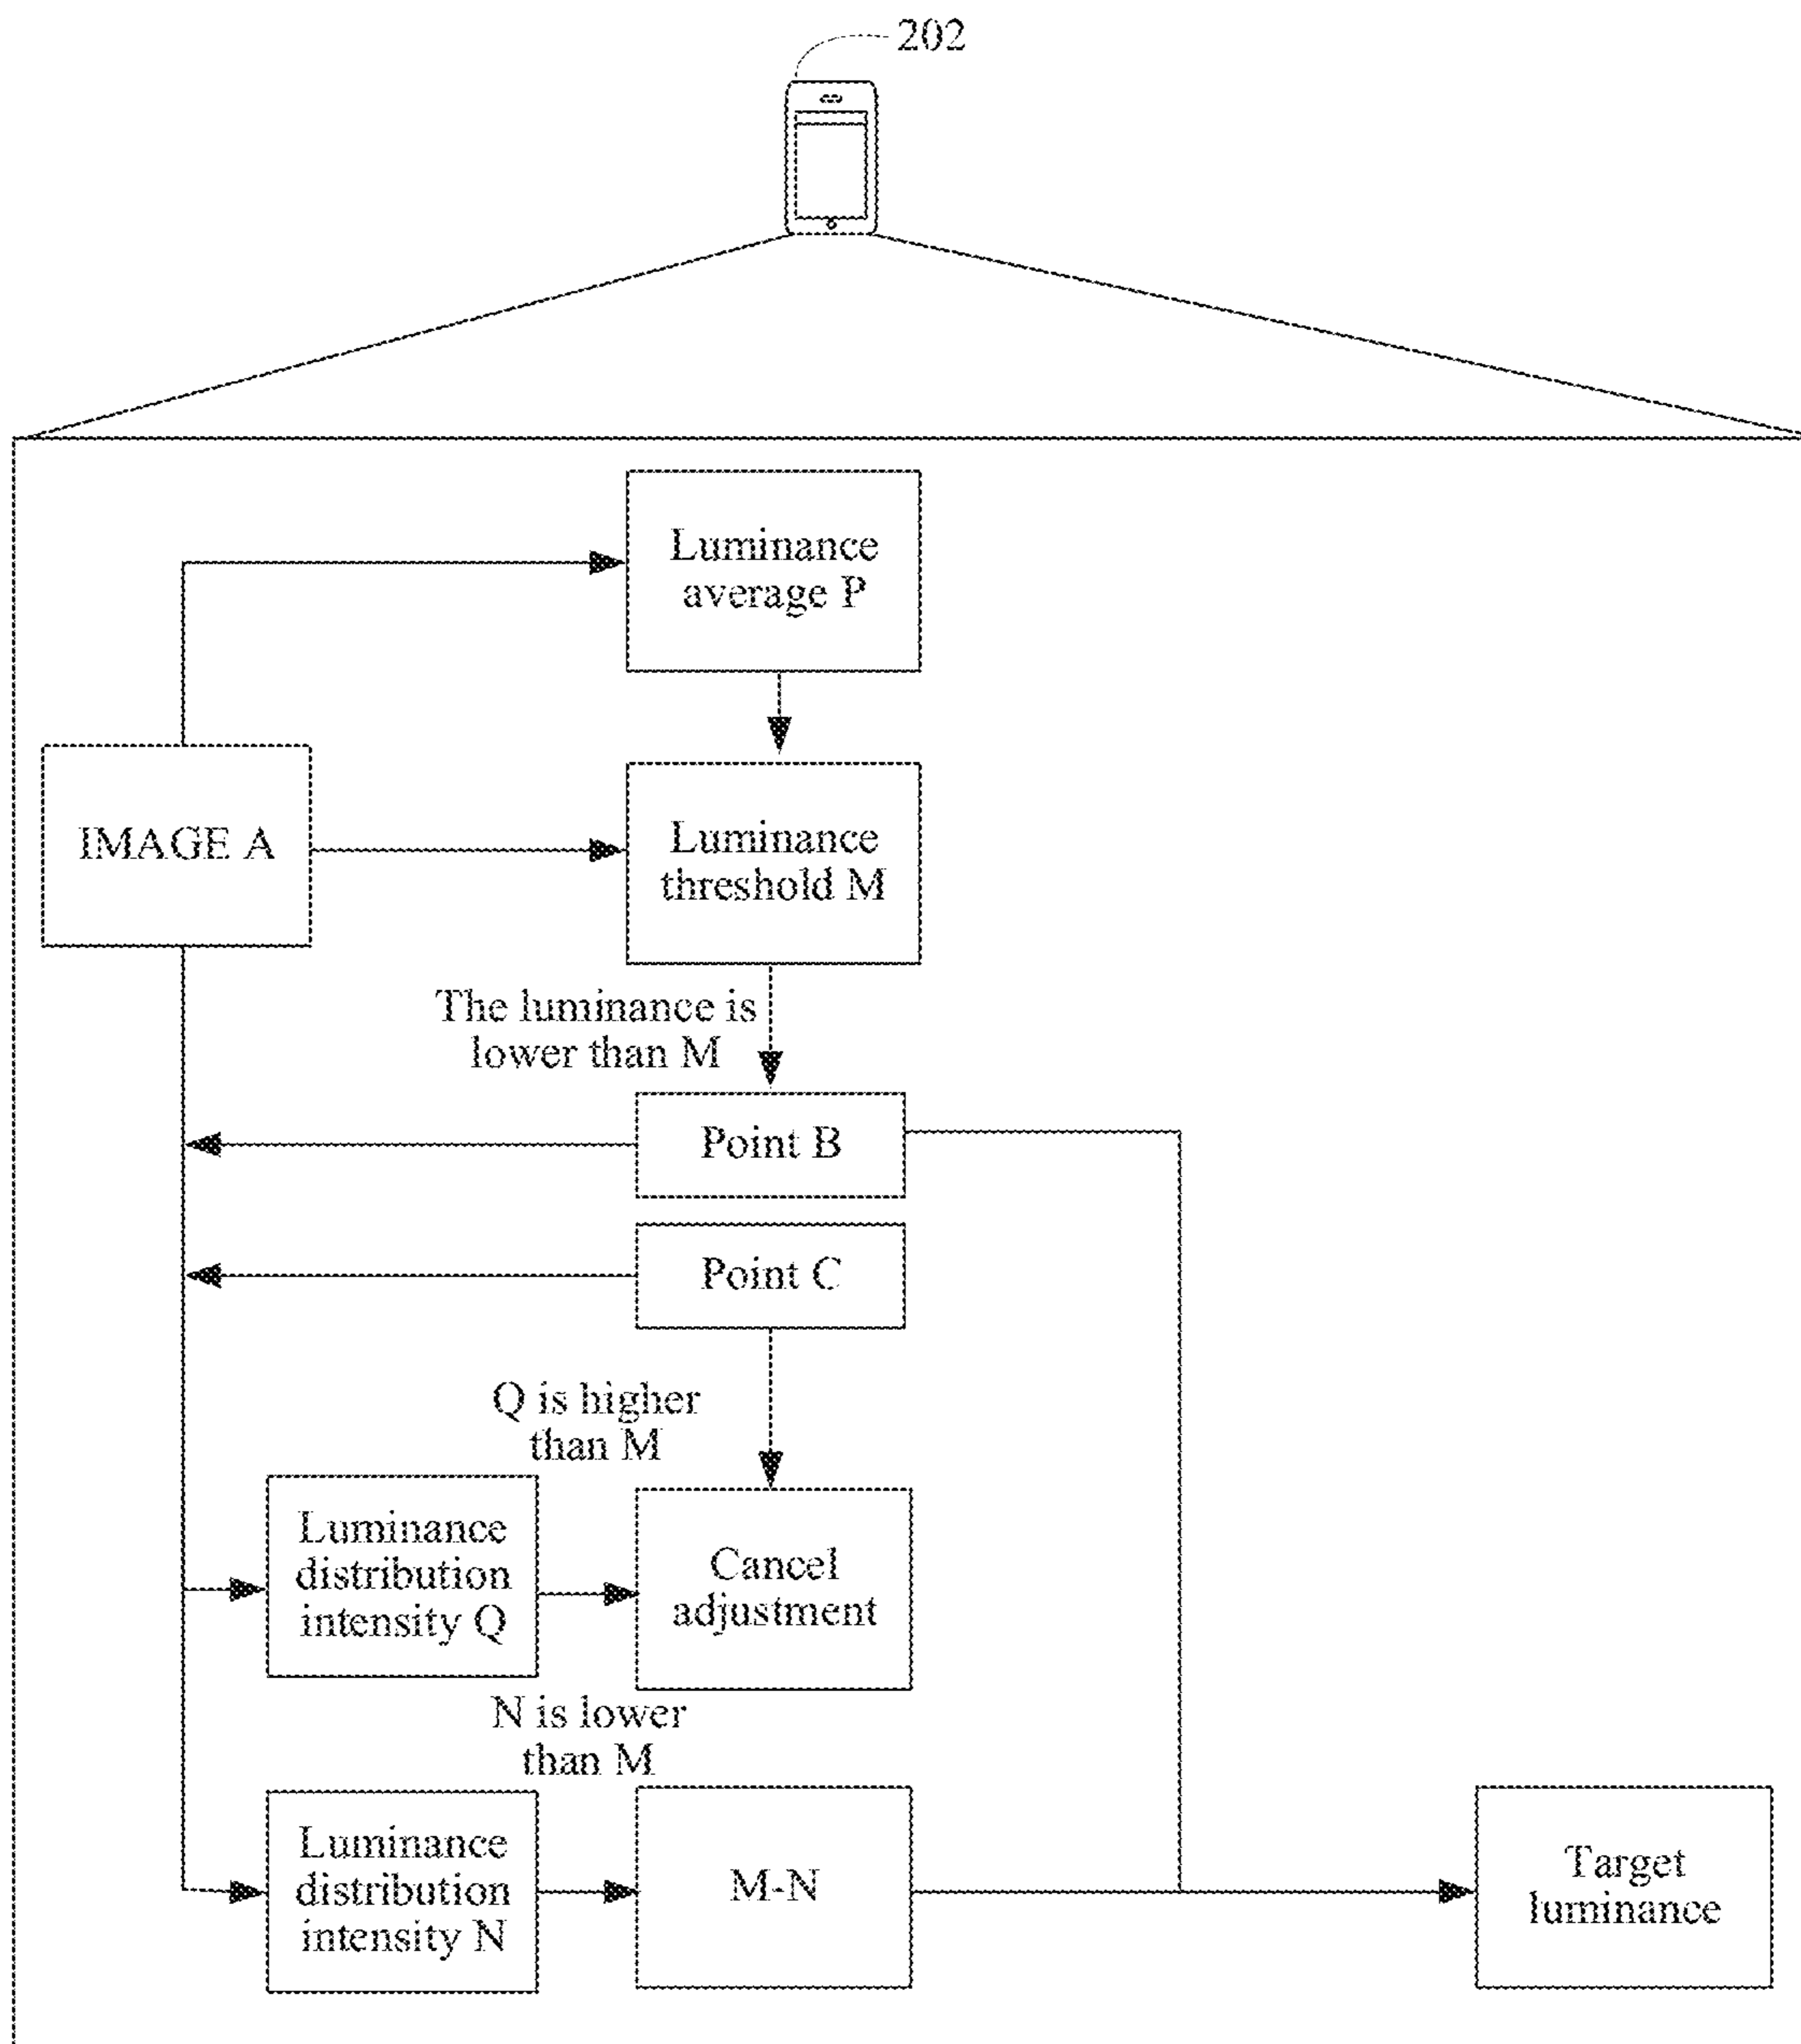 202
Luminance
average P
IMAGE A
Luminance
threshold M
The luminance is
lower than M
Point B
Point C
Q is higher
than M
Luminance
distribution
intensity Q
Cancel
adjustment
N is lower
than M
Luminance
distribution
intensity N
M-N
Target
luminance